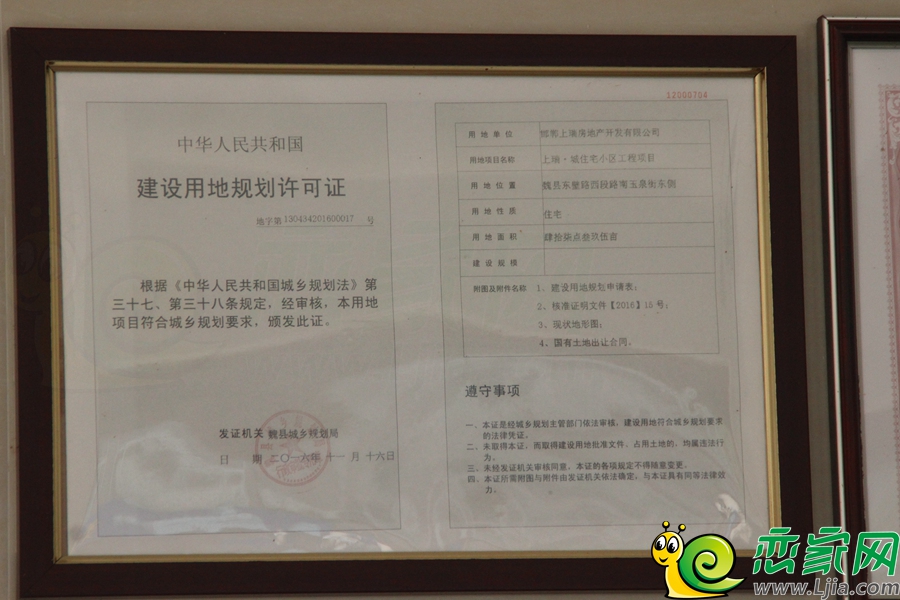 12000704
中华人民共和国
建设用地规划许可证
地字第 130434201600017 号
根据《中华人民共和国城乡规划法》第
三十七、第三十八条规定，经审核，本用地
项目符合城乡规划要求，颁发此证。
发证机关 魏县城乡规划局
日 期 二〇一六年十一月十六日
用地单位 邯郸上瑞房地产开发有限公司
用地项目名称 上瑞·城住宅小区工程项目
用地位置 魏县东壁路西段路南玉泉街东侧
用地性质 住宅
用地面积 肆拾柒点叁玖伍亩
建设规模
附图及附件名称 1、建设用地规划申请表；
2、核准证明文件【2016】15号；
3、现状地形图；
4、国有土地出让合同。
遵守事项
一、本证是经城乡规划主管部门依法审核，建设用地符合城乡规划要求
的法律凭证。
二、未取得本证，而取得建设用地批准文件、占用土地的，均属违法行
为。
三、未经发证机关审核同意，本证的各项规定不得随意变更。
四、本证所需附图与附件由发证机关依法确定，与本证具有同等法律效
力。
恋家网
www.Ljia.com